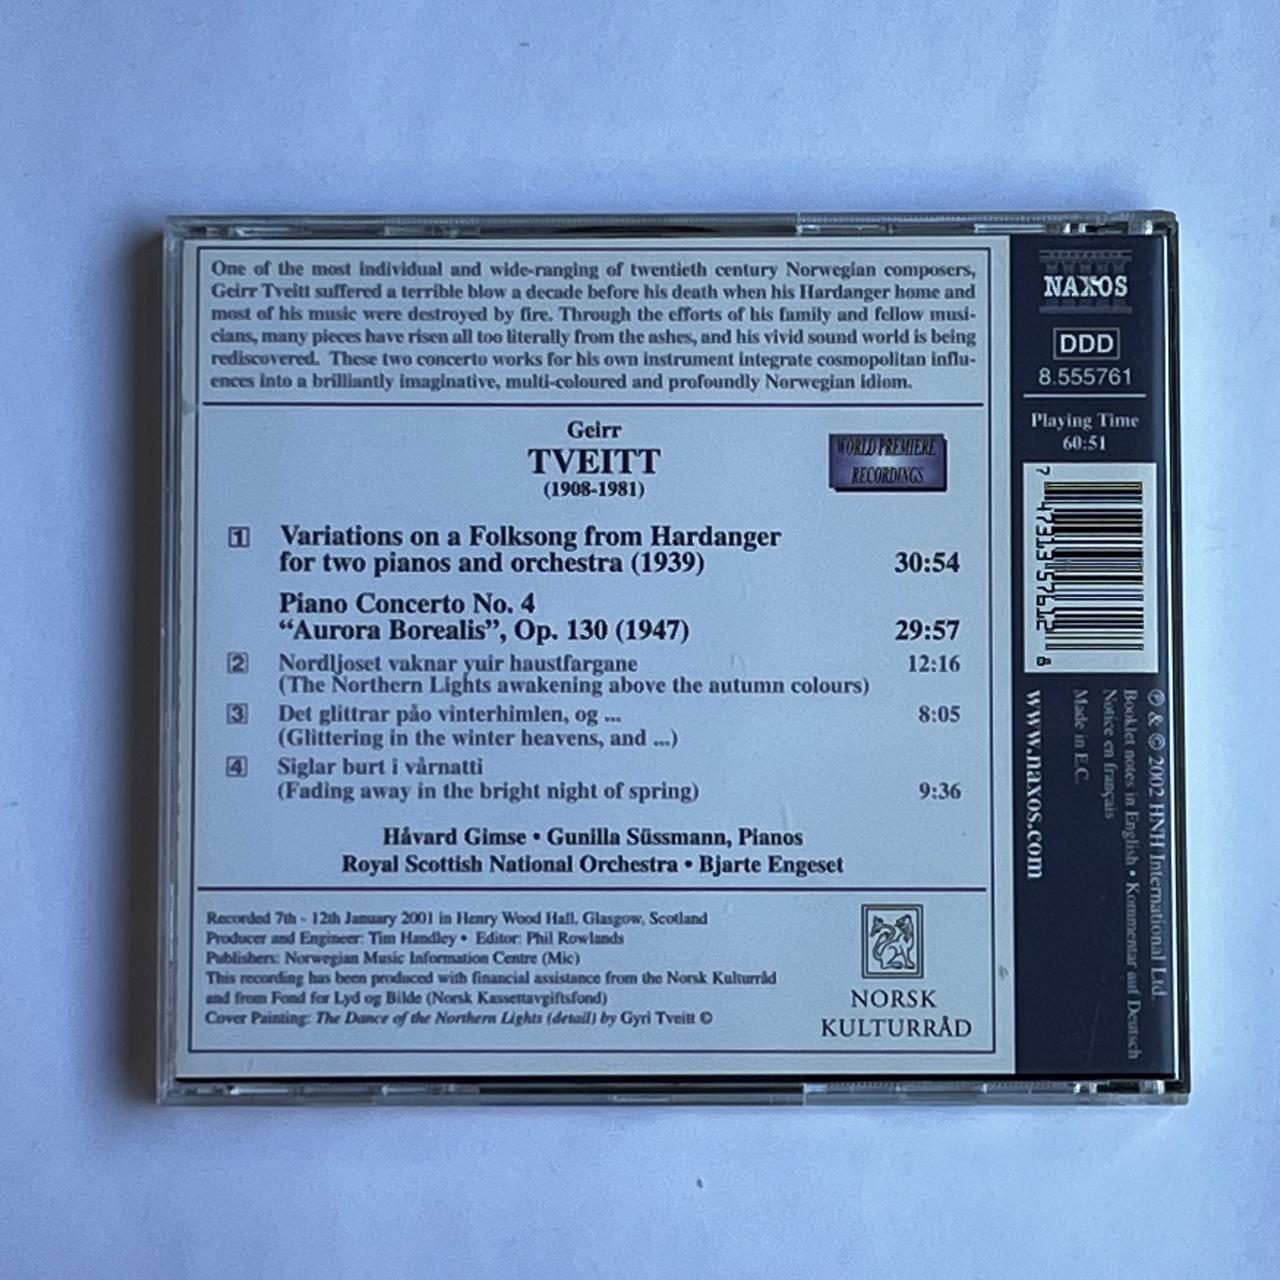 One of the most individual and wide-ranging of twentieth century Norwegian composers,
Geirr Tveitt suffered a terrible blow a decade before his death when his Hardanger home and
most of his music were destroyed by fire. Through the efforts of his family and fellow musi-
cians, many pieces have risen all too literally from the ashes, and his vivid sound world is being
rediscovered. These two concerto works for his own instrument integrate cosmopolitan influ-
ences into a brilliantly imaginative, multi-coloured and profoundly Norwegian idiom.
Geirr
TVEITT
(1908-1981)
WORLD PREMIERE
RECORDINGS
1 Variations on a Folksong from Hardanger
for two pianos and orchestra (1939) 30:54
Piano Concerto No. 4
“Aurora Borealis”, Op. 130 (1947) 29:57
2 Nordljoset vaknar yuir haustfargane 12:16
(The Northern Lights awakening above the autumn colours)
3 Det glittrar påo vinterhimlen, og ... 8:05
(Glittering in the winter heavens, and ...)
4 Siglar burt i vårnatti
(Fading away in the bright night of spring) 9:36
Håvard Gimse • Gunilla Süssmann, Pianos
Royal Scottish National Orchestra • Bjarte Engeset
Recorded 7th - 12th January 2001 in Henry Wood Hall, Glasgow, Scotland
Producer and Engineer: Tim Handley • Editor: Phil Rowlands
Publishers: Norwegian Music Information Centre (Mic)
This recording has been produced with financial assistance from the Norsk Kulturråd
and from Fond for Lyd og Bilde (Norsk Kassettavgiftsfond)
Cover Painting: The Dance of the Northern Lights (detail) by Gyri Tveitt ©
NORSK
KULTURRÅD
NAXOS
DDD
8.555761
Playing Time
60:51
7 47313 57612 8
℗ & © 2002 HNH International Ltd.
Booklet notes in English • Kommentar auf Deutsch
Notice en français
Made in E.C.
www.naxos.com